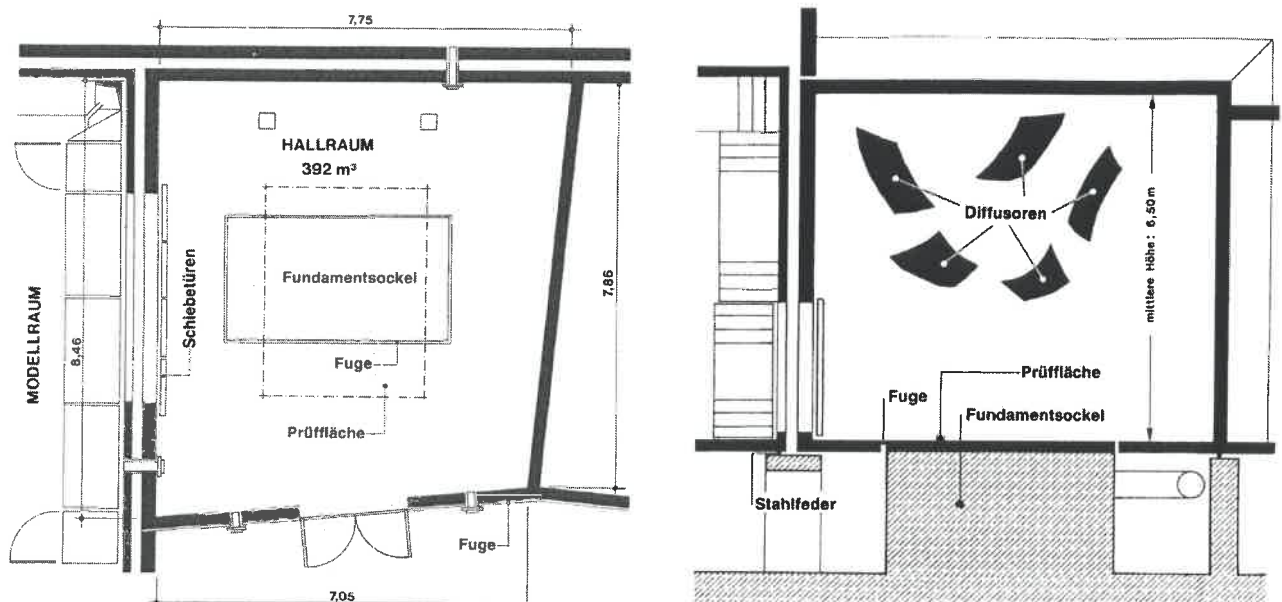 7,75
HALLRAUM
392 m³
Fundamentsockel
Schiebetüren
MODELLRAUM
8,46
7,86
Fuge
Prüffläche
Fuge
7,05
Diffusoren
mittlere Höhe: 6,50m
Prüffläche
Fuge
Fundamentsockel
Stahlfeder